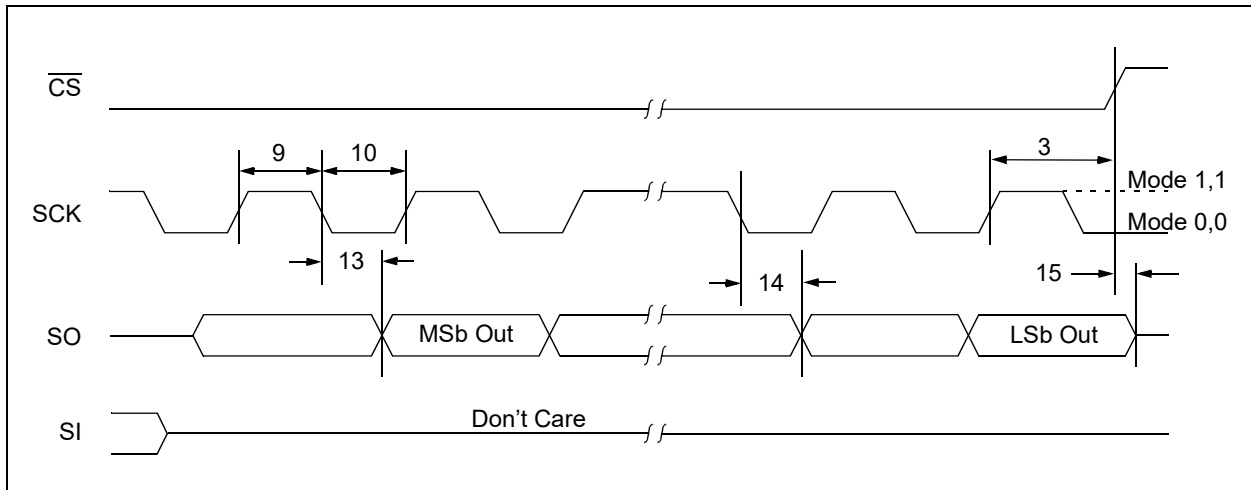 CS
9
10
3
SCK
Mode 1,1
Mode 0,0
13
14
15
SO
MSb Out
LSb Out
SI
Don't Care